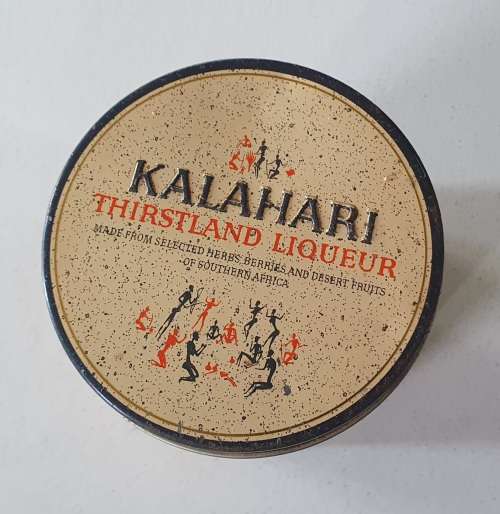 KALAHARI
THIRSTLAND LIQUEUR
MADE FROM SELECTED HERBS, BERRIES AND DESERT FRUITS
OF SOUTHERN AFRICA